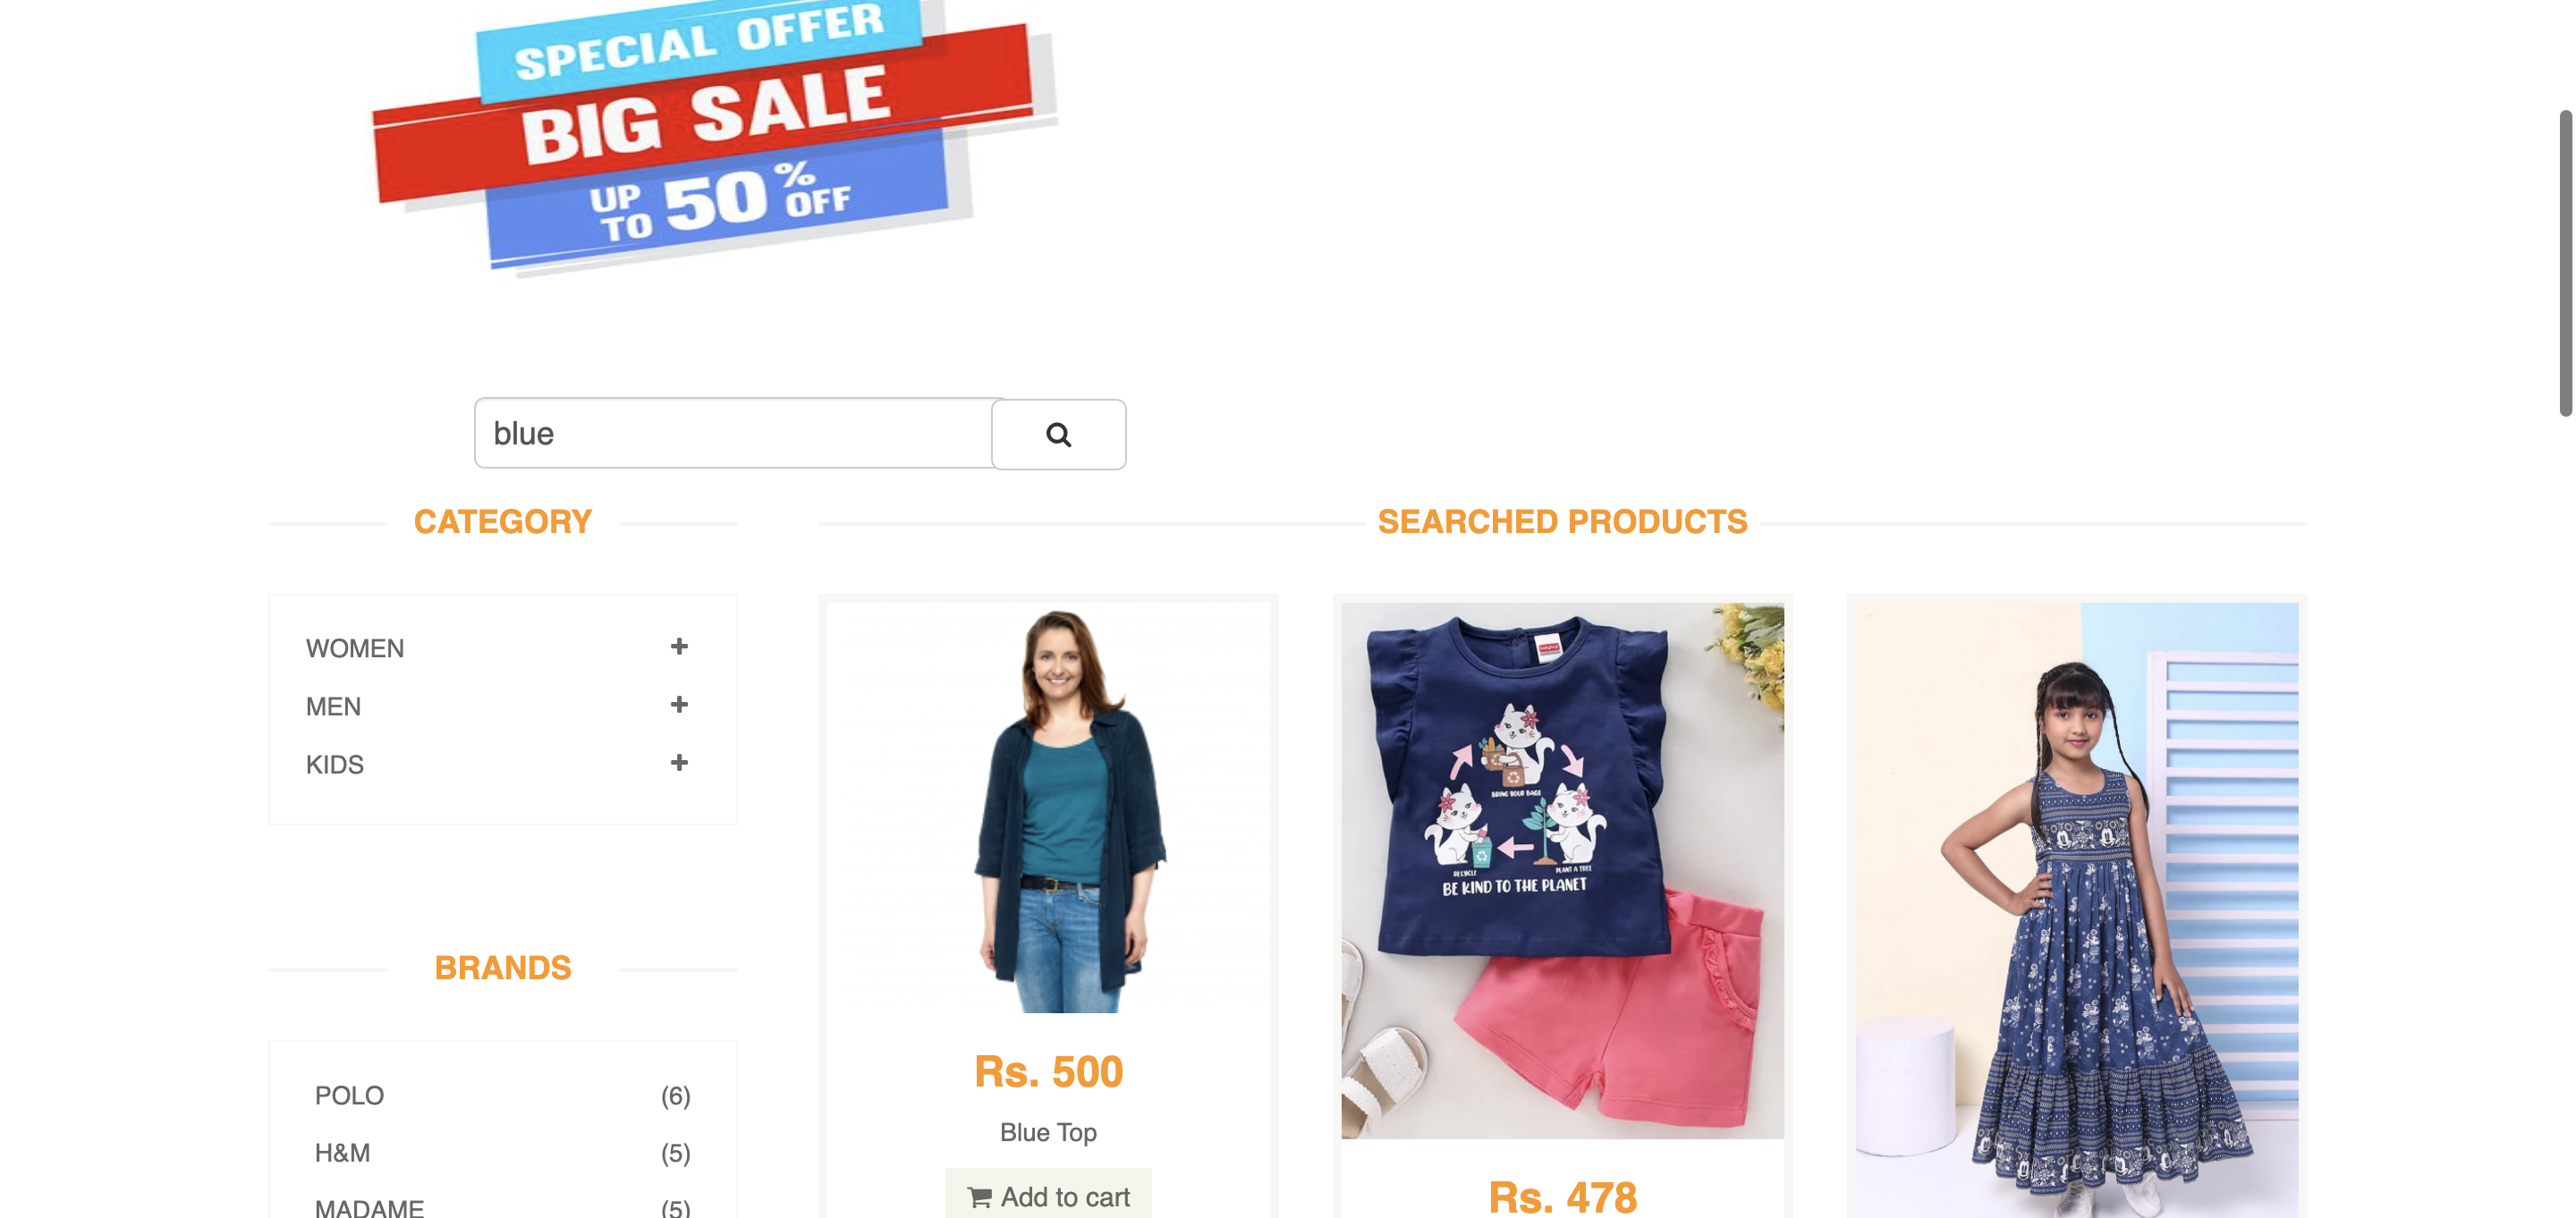 SPECIAL OFFER
BIG SALE
UP TO 50% OFF
blue
CATEGORY
WOMEN
MEN
KIDS
BRANDS
POLO (6)
H&M (5)
MADAME (5)
SEARCHED PRODUCTS
Rs. 500
Blue Top
Add to cart
BRING YOUR BAGS
RECYCLE
PLANT A TREE
BE KIND TO THE PLANET
Rs. 478